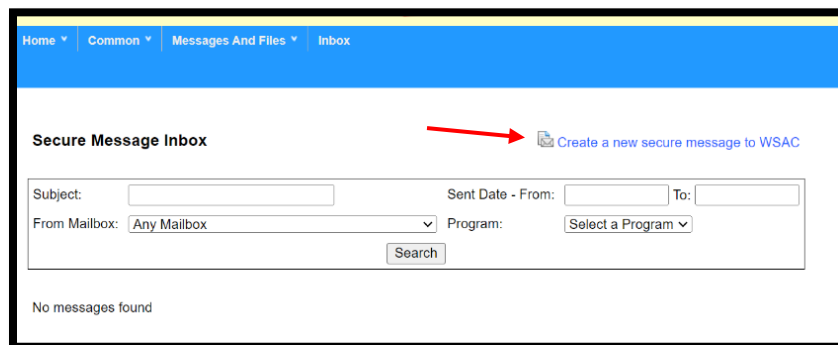 Home Common Messages And Files Inbox
Secure Message Inbox Create a new secure message to WSAC
Subject: Sent Date - From: To:
From Mailbox: Any Mailbox Program: Select a Program
Search
No messages found